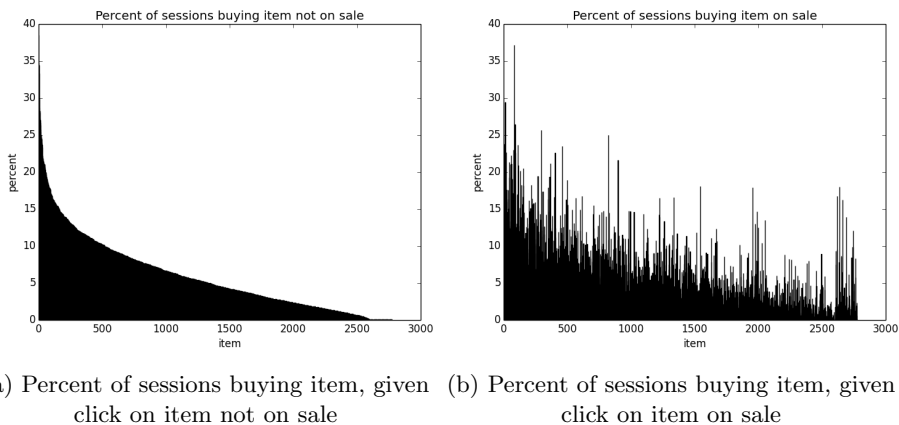 Percent of sessions buying item not on sale
40
35
30
25
20
15
10
5
0
percent
0 500 1000 1500 2000 2500 3000
item
Percent of sessions buying item on sale
40
35
30
25
20
15
10
5
0
percent
0 500 1000 1500 2000 2500 3000
item
) Percent of sessions buying item, given
click on item not on sale
(b) Percent of sessions buying item, given
click on item on sale